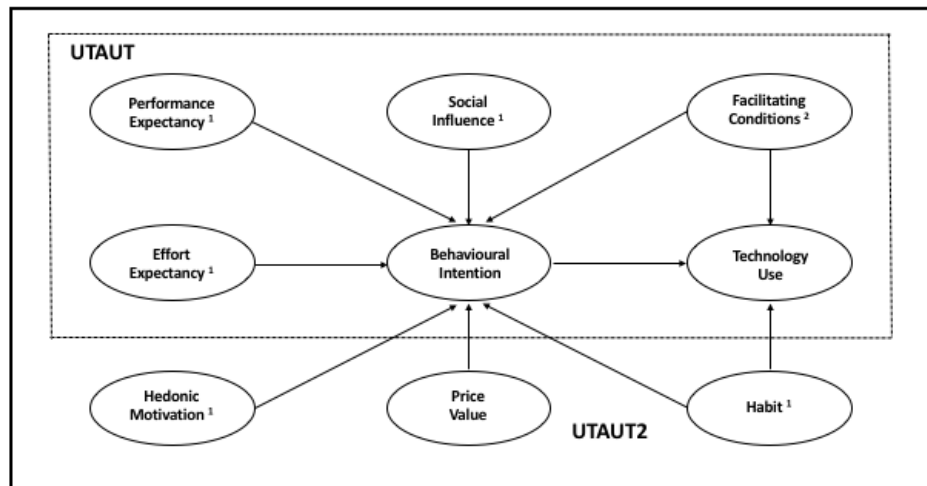 UTAUT
Performance
Expectancy ¹
Social
Influence ¹
Facilitating
Conditions ²
Effort
Expectancy ¹
Behavioural
Intention
Technology
Use
Hedonic
Motivation ¹
Price
Value
Habit ¹
UTAUT2